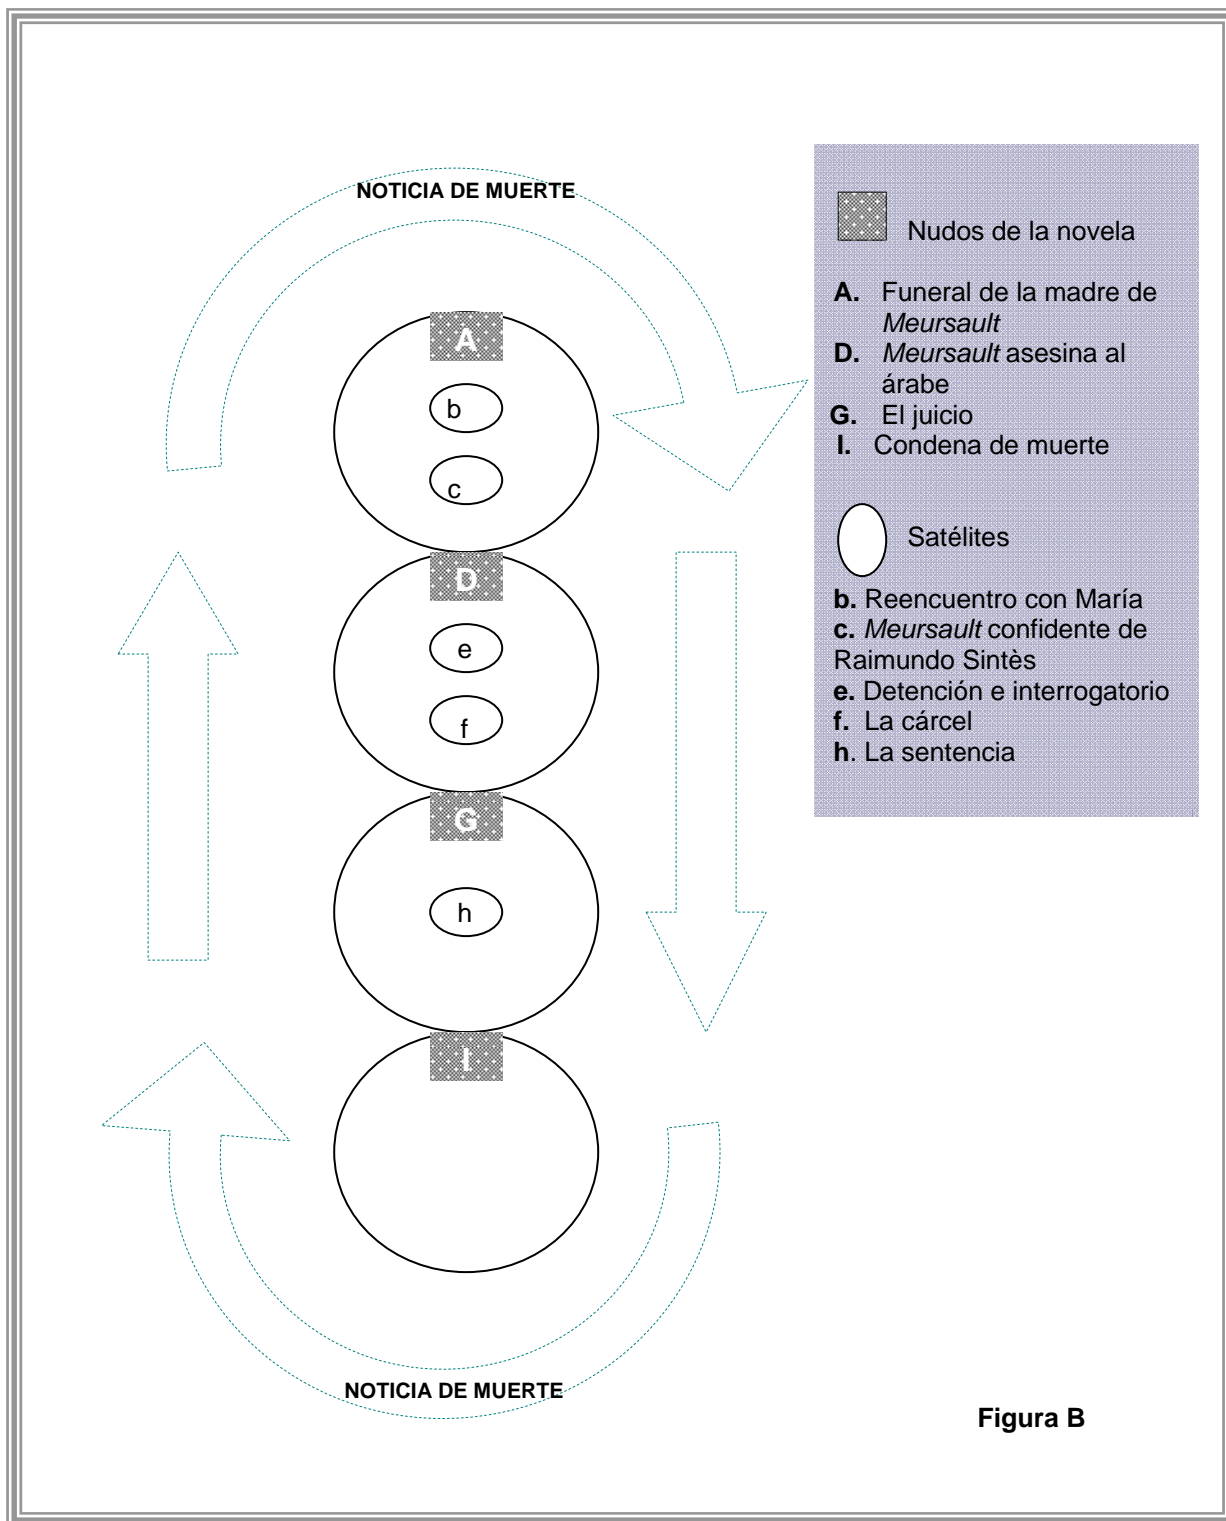 NOTICIA DE MUERTE
A
b
c
D
e
f
G
h
I
NOTICIA DE MUERTE
Nudos de la novela
A. Funeral de la madre de
Meursault
D. Meursault asesina al
árabe
G. El juicio
I. Condena de muerte
Satélites
b. Reencuentro con María
c. Meursault confidente de
Raimundo Sintès
e. Detención e interrogatorio
f. La cárcel
h. La sentencia
Figura B